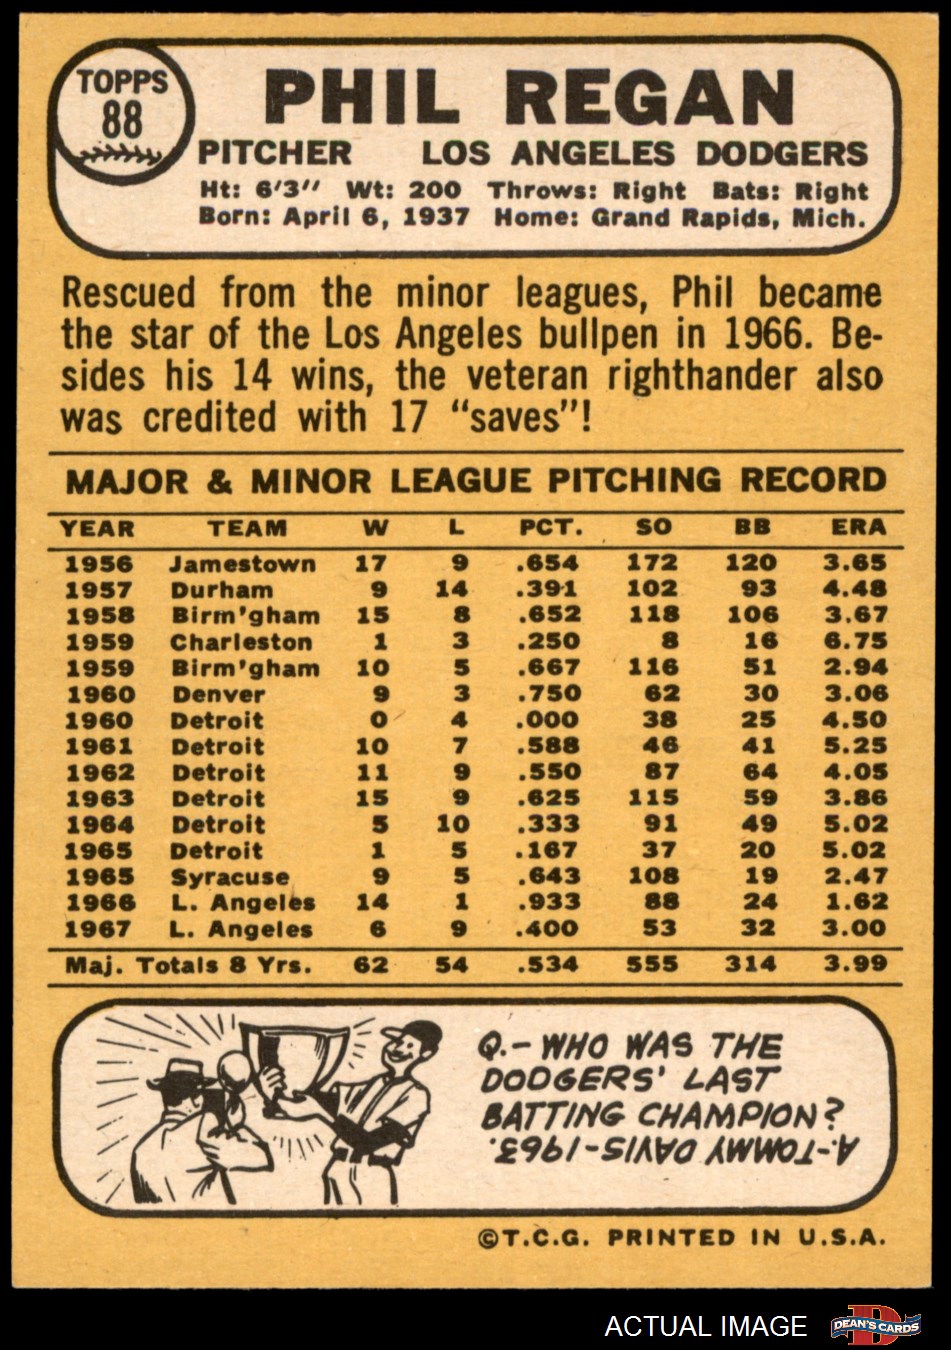 TOPPS
88
PHIL REGAN
PITCHER LOS ANGELES DODGERS
Ht: 6'3" Wt: 200 Throws: Right Bats: Right
Born: April 6, 1937 Home: Grand Rapids, Mich.
Rescued from the minor leagues, Phil became
the star of the Los Angeles bullpen in 1966. Be-
sides his 14 wins, the veteran righthander also
was credited with 17 "saves"!
MAJOR & MINOR LEAGUE PITCHING RECORD
YEAR TEAM W L PCT. SO BB ERA
1956 Jamestown 17 9 .654 172 120 3.65
1957 Durham 9 14 .391 102 93 4.48
1958 Birm'gham 15 8 .652 118 106 3.67
1959 Charleston 1 3 .250 8 16 6.75
1959 Birm'gham 10 5 .667 116 51 2.94
1960 Denver 9 3 .750 62 30 3.06
1960 Detroit 0 4 .000 38 25 4.50
1961 Detroit 10 7 .588 46 41 5.25
1962 Detroit 11 9 .550 87 64 4.05
1963 Detroit 15 9 .625 115 59 3.86
1964 Detroit 5 10 .333 91 49 5.02
1965 Detroit 1 5 .167 37 20 5.02
1965 Syracuse 9 5 .643 108 19 2.47
1966 L. Angeles 14 1 .933 88 24 1.62
1967 L. Angeles 6 9 .400 53 32 3.00
Maj. Totals 8 Yrs. 62 54 .534 555 314 3.99
Q.- WHO WAS THE
DODGERS' LAST
BATTING CHAMPION?
A.-TOMMY DAVIS-1963.
©T.C.G. PRINTED IN U.S.A.
ACTUAL IMAGE
D
DEAN'S CARDS